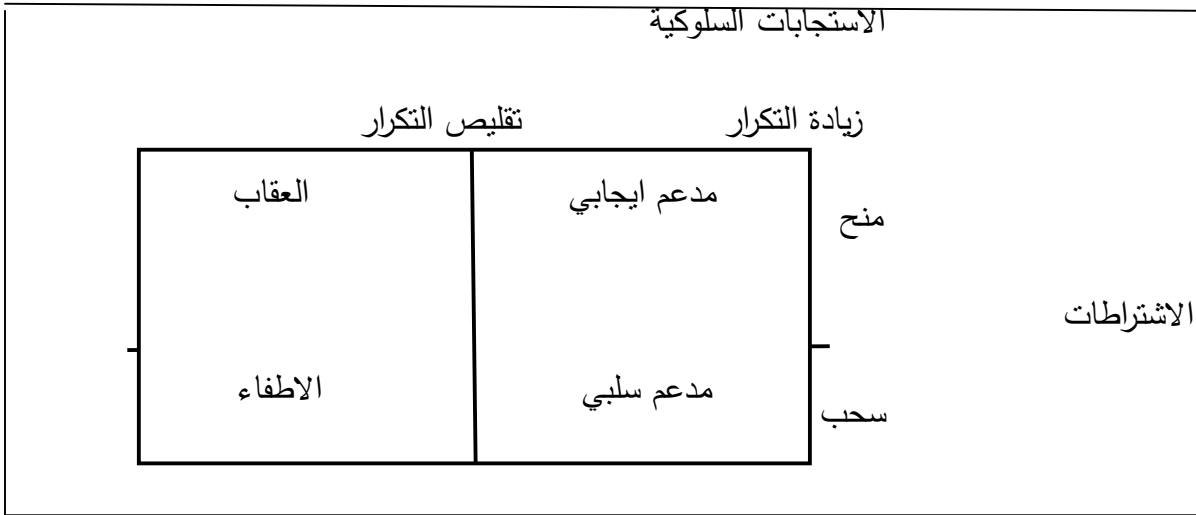 الاستجابات السلوكية
زيادة التكرار تقليص التكرار
مدعم ايجابي العقاب
منح
الاشتراطات
مدعم سلبي الاطفاء
سحب